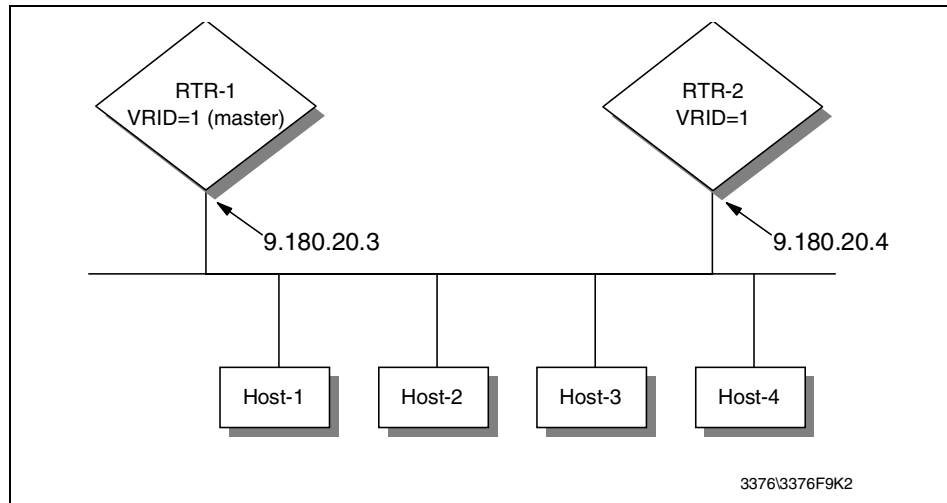 RTR-1
VRID=1 (master)
RTR-2
VRID=1
9.180.20.3
9.180.20.4
Host-1
Host-2
Host-3
Host-4
3376\3376F9K2